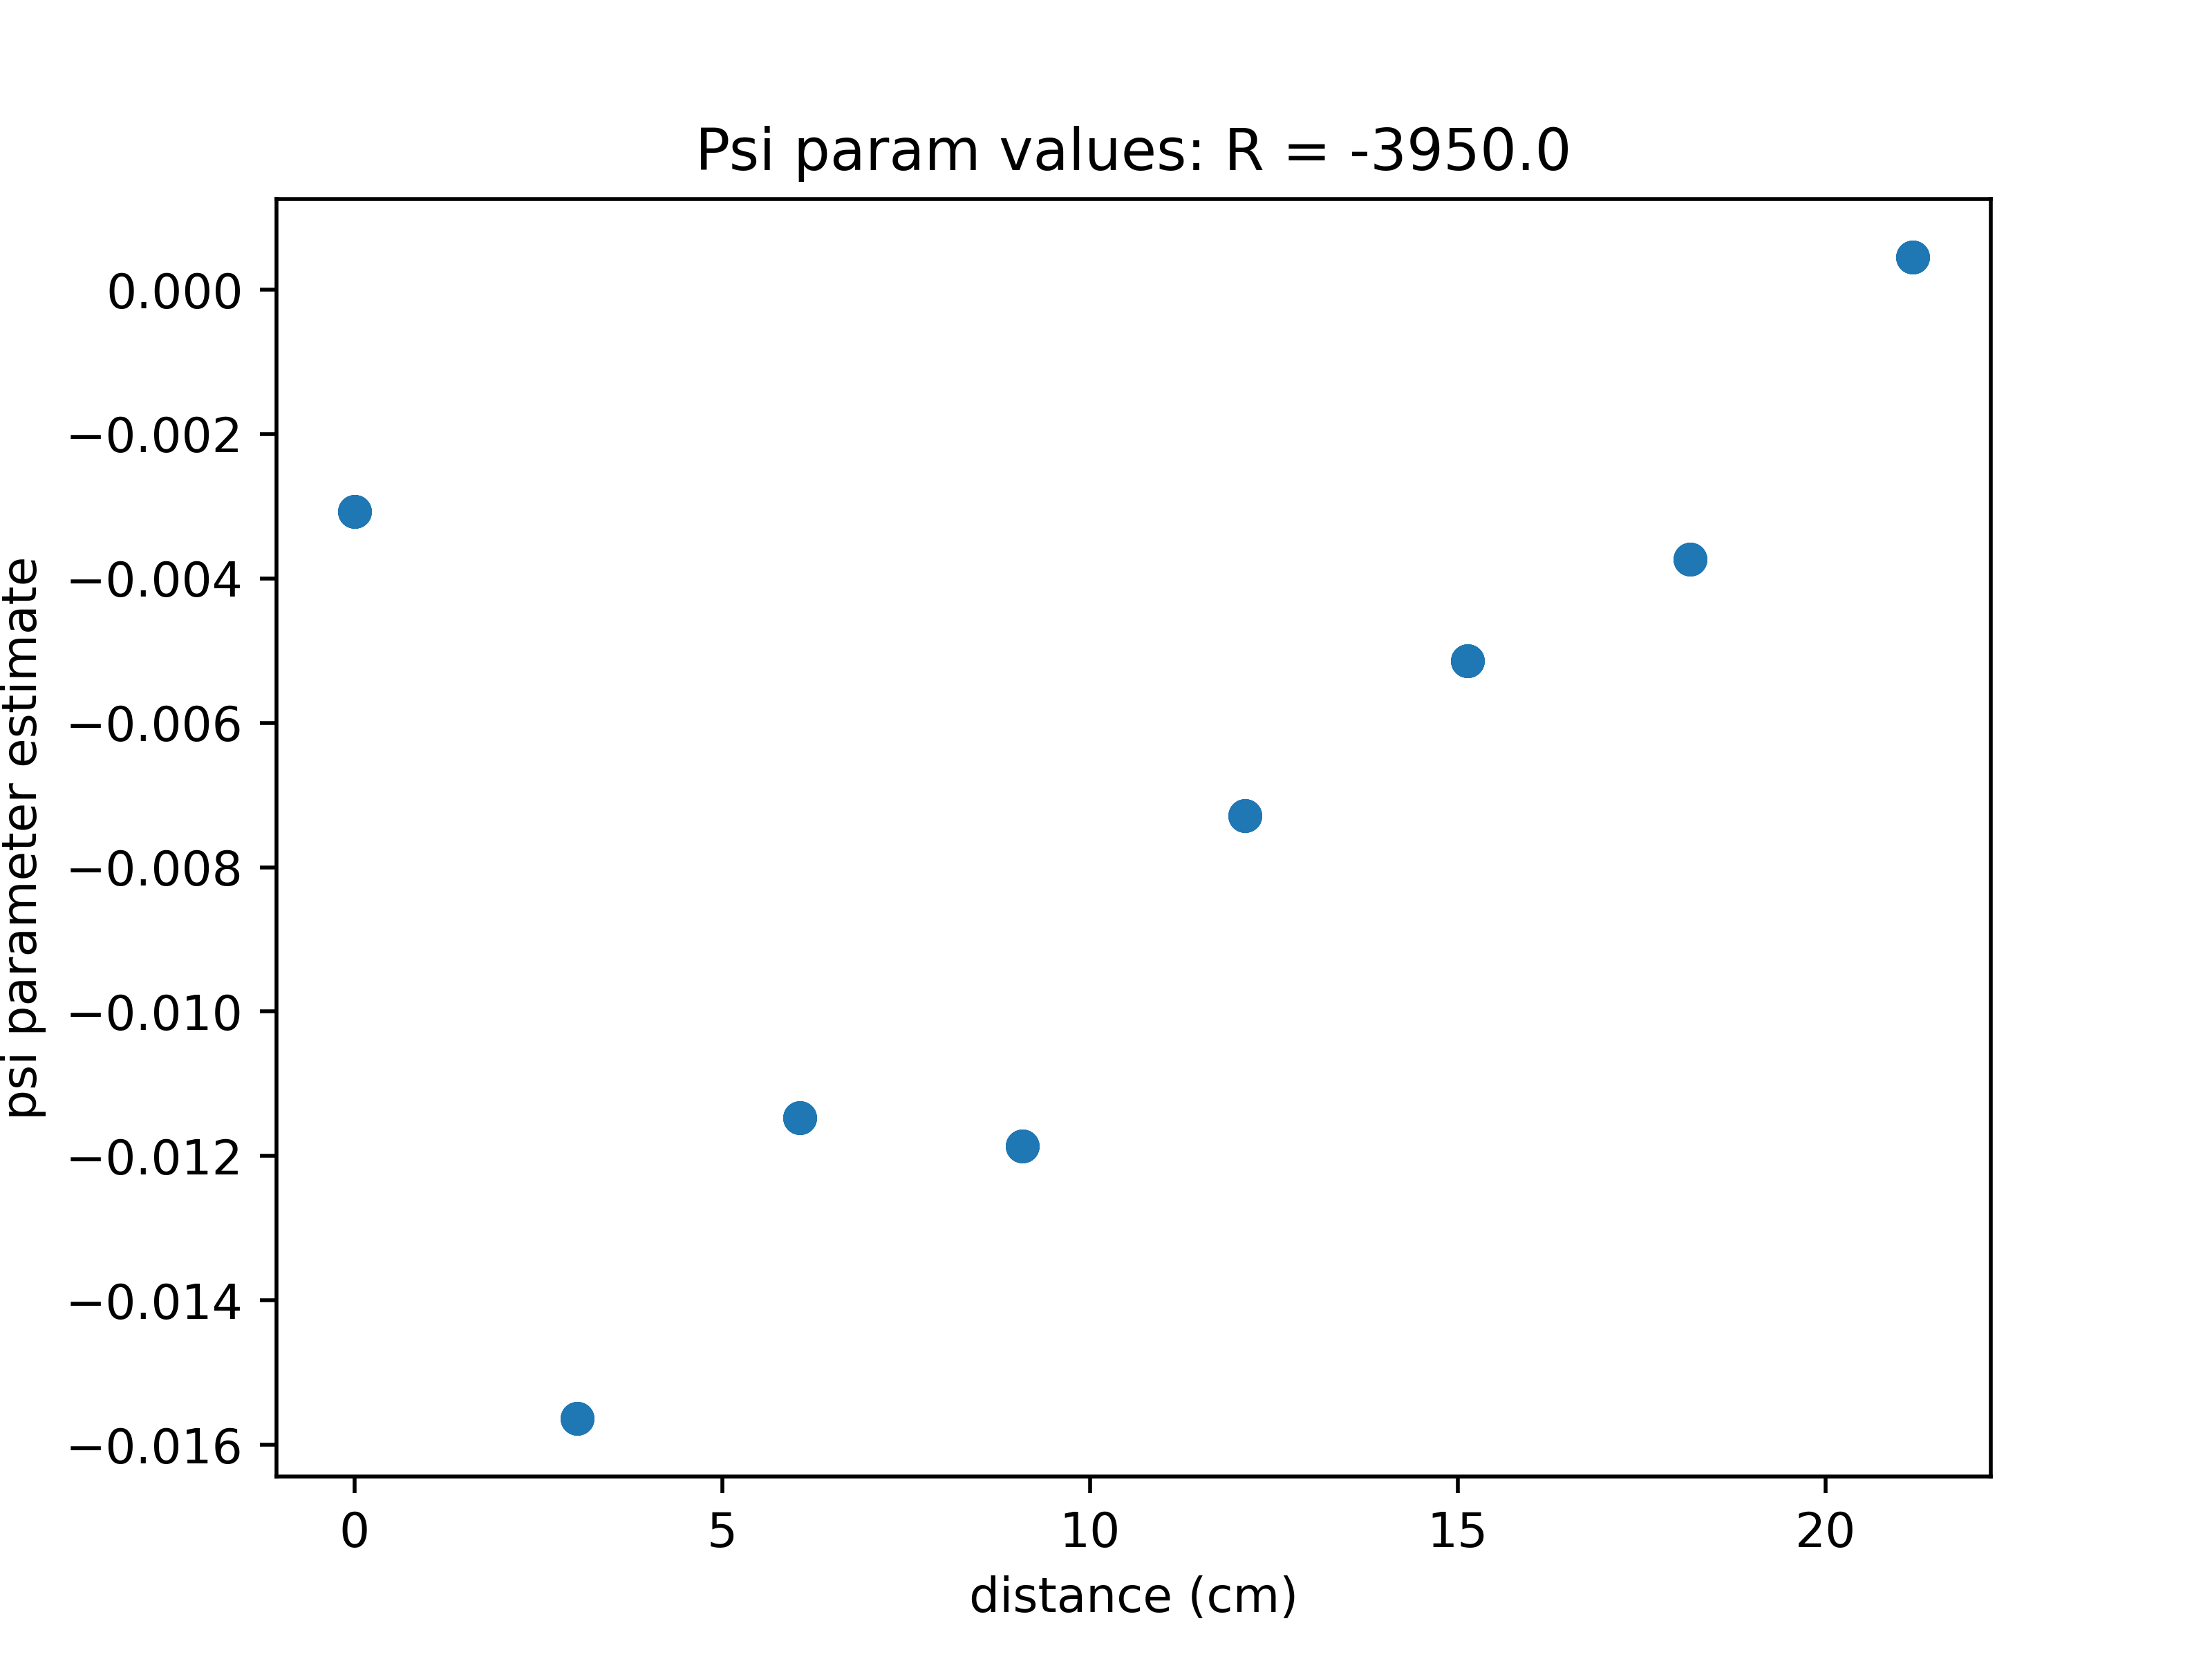 Psi param values: R = -3950.0
0.000
−0.002
−0.004
−0.006
−0.008
−0.010
−0.012
−0.014
−0.016
psi parameter estimate
0 5 10 15 20
distance (cm)